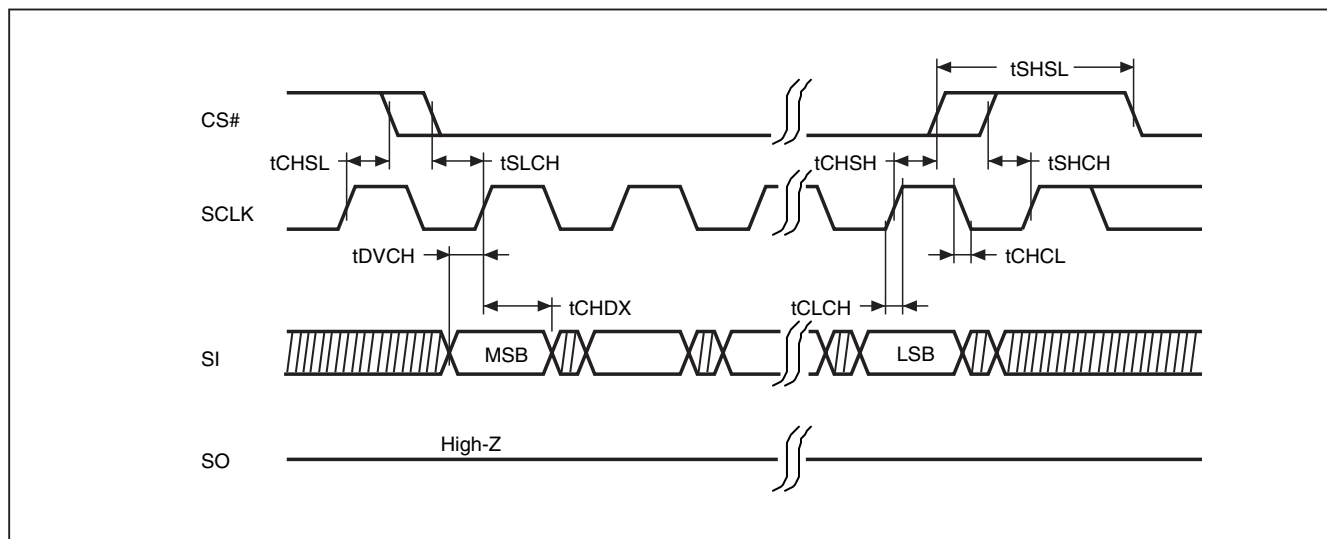 tSHSL
CS#
tCHSL
tSLCH
tCHSH
tSHCH
SCLK
tDVCH
tCHCL
tCHDX
tCLCH
SI
MSB
LSB
High-Z
SO